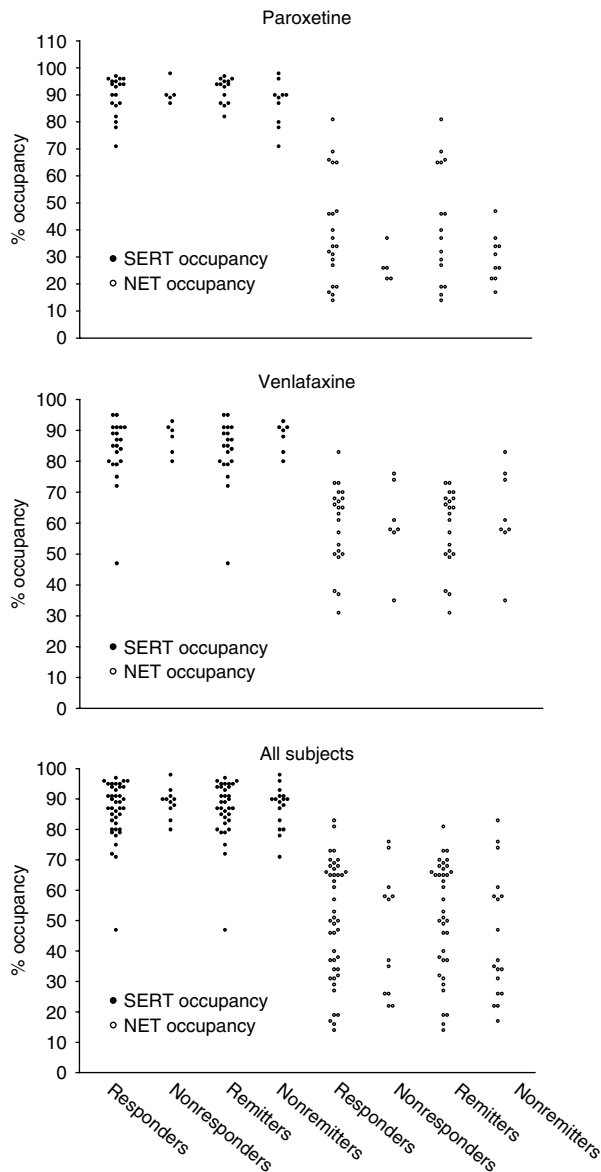 Paroxetine
% occupancy
110
100
90
80
70
60
50
40
30
20
10
0
SERT occupancy
NET occupancy
Venlafaxine
% occupancy
100
90
80
70
60
50
40
30
20
10
0
SERT occupancy
NET occupancy
All subjects
% occupancy
100
90
80
70
60
50
40
30
20
10
0
SERT occupancy
NET occupancy
Responders
Nonresponders
Remitters
Nonremitters
Responders
Nonresponders
Remitters
Nonremitters